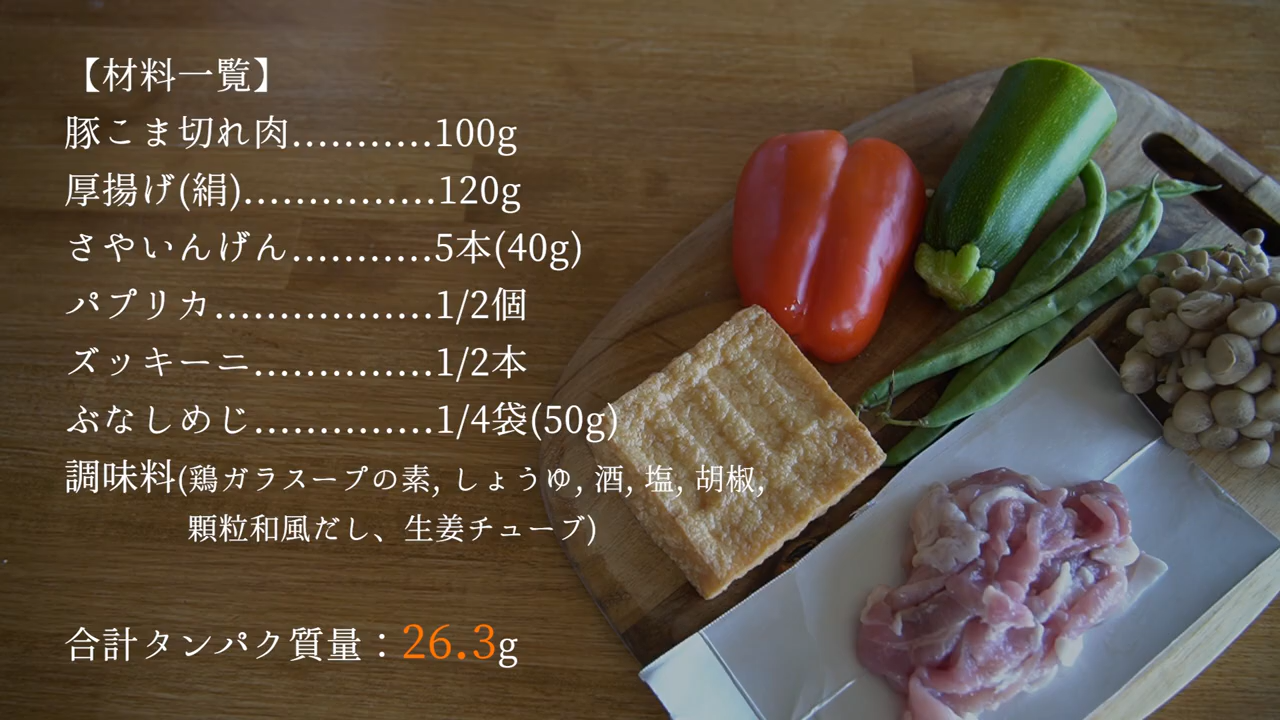 【材料一覧】
豚こま切れ肉...........100g
厚揚げ(絹)...............120g
さやいんげん...........5本(40g)
パプリカ.................1/2個
ズッキーニ..............1/2本
ぶなしめじ..............1/4袋(50g)
調味料(鶏ガラスープの素, しょうゆ, 酒, 塩, 胡椒,
顆粒和風だし、生姜チューブ)
合計タンパク質量：26.3g